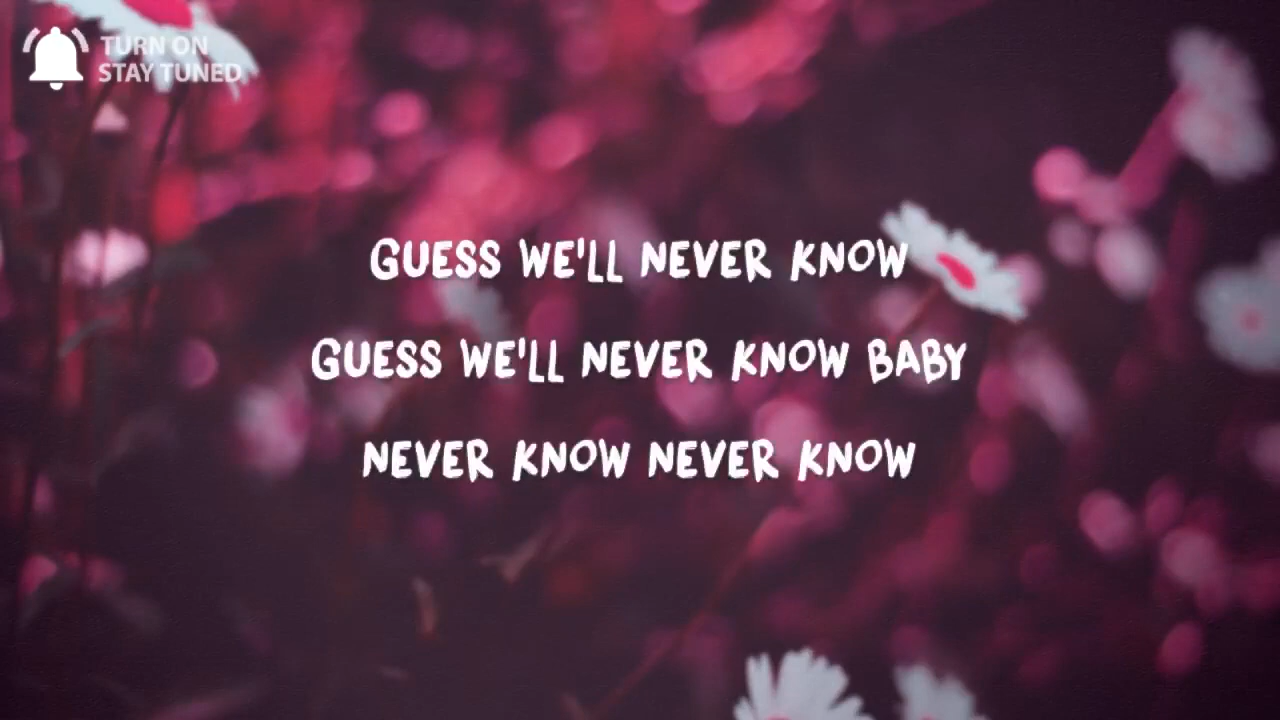 TURN ON
STAY TUNED
GUESS WE'LL NEVER KNOW
GUESS WE'LL NEVER KNOW BABY
NEVER KNOW NEVER KNOW